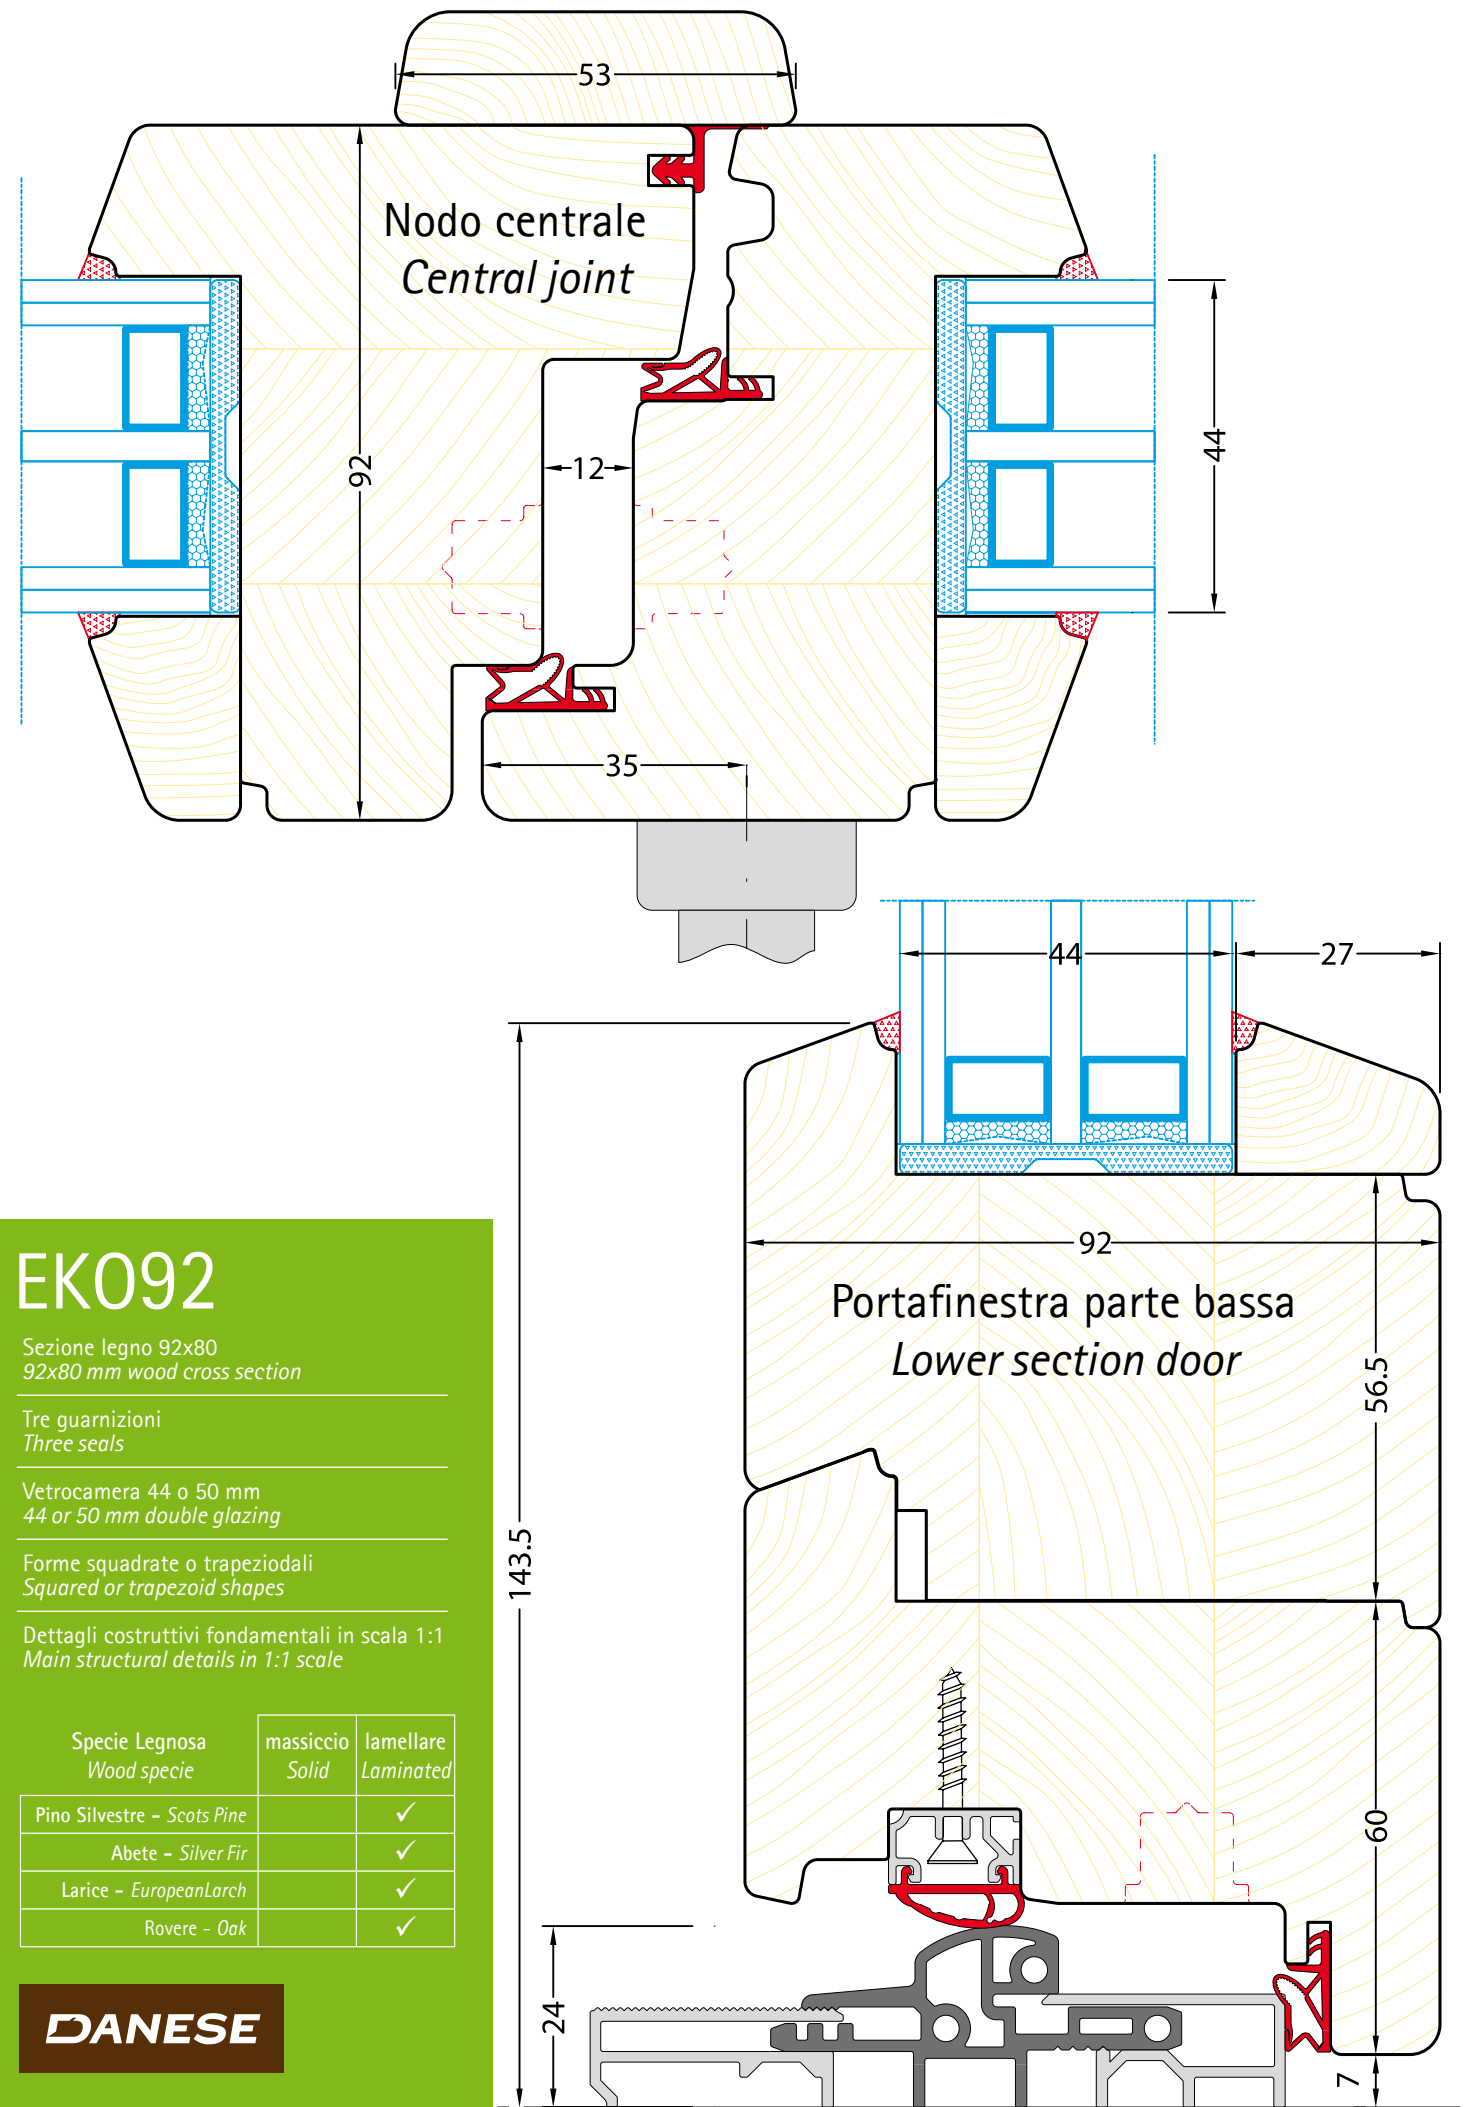 53
Nodo centrale
Central joint
92
12
44
35
44
27
92
Portafinestra parte bassa
Lower section door
56.5
143.5
60
24
7
EKO92
Sezione legno 92x80
92x80 mm wood cross section
Tre guarnizioni
Three seals
Vetrocamera 44 o 50 mm
44 or 50 mm double glazing
Forme squadrate o trapeziodali
Squared or trapezoid shapes
Dettagli costruttivi fondamentali in scala 1:1
Main structural details in 1:1 scale
Specie Legnosa massiccio lamellare
Wood specie Solid Laminated
Pino Silvestre - Scots Pine ✓
Abete - Silver Fir ✓
Larice - EuropeanLarch ✓
Rovere - Oak ✓
DANESE